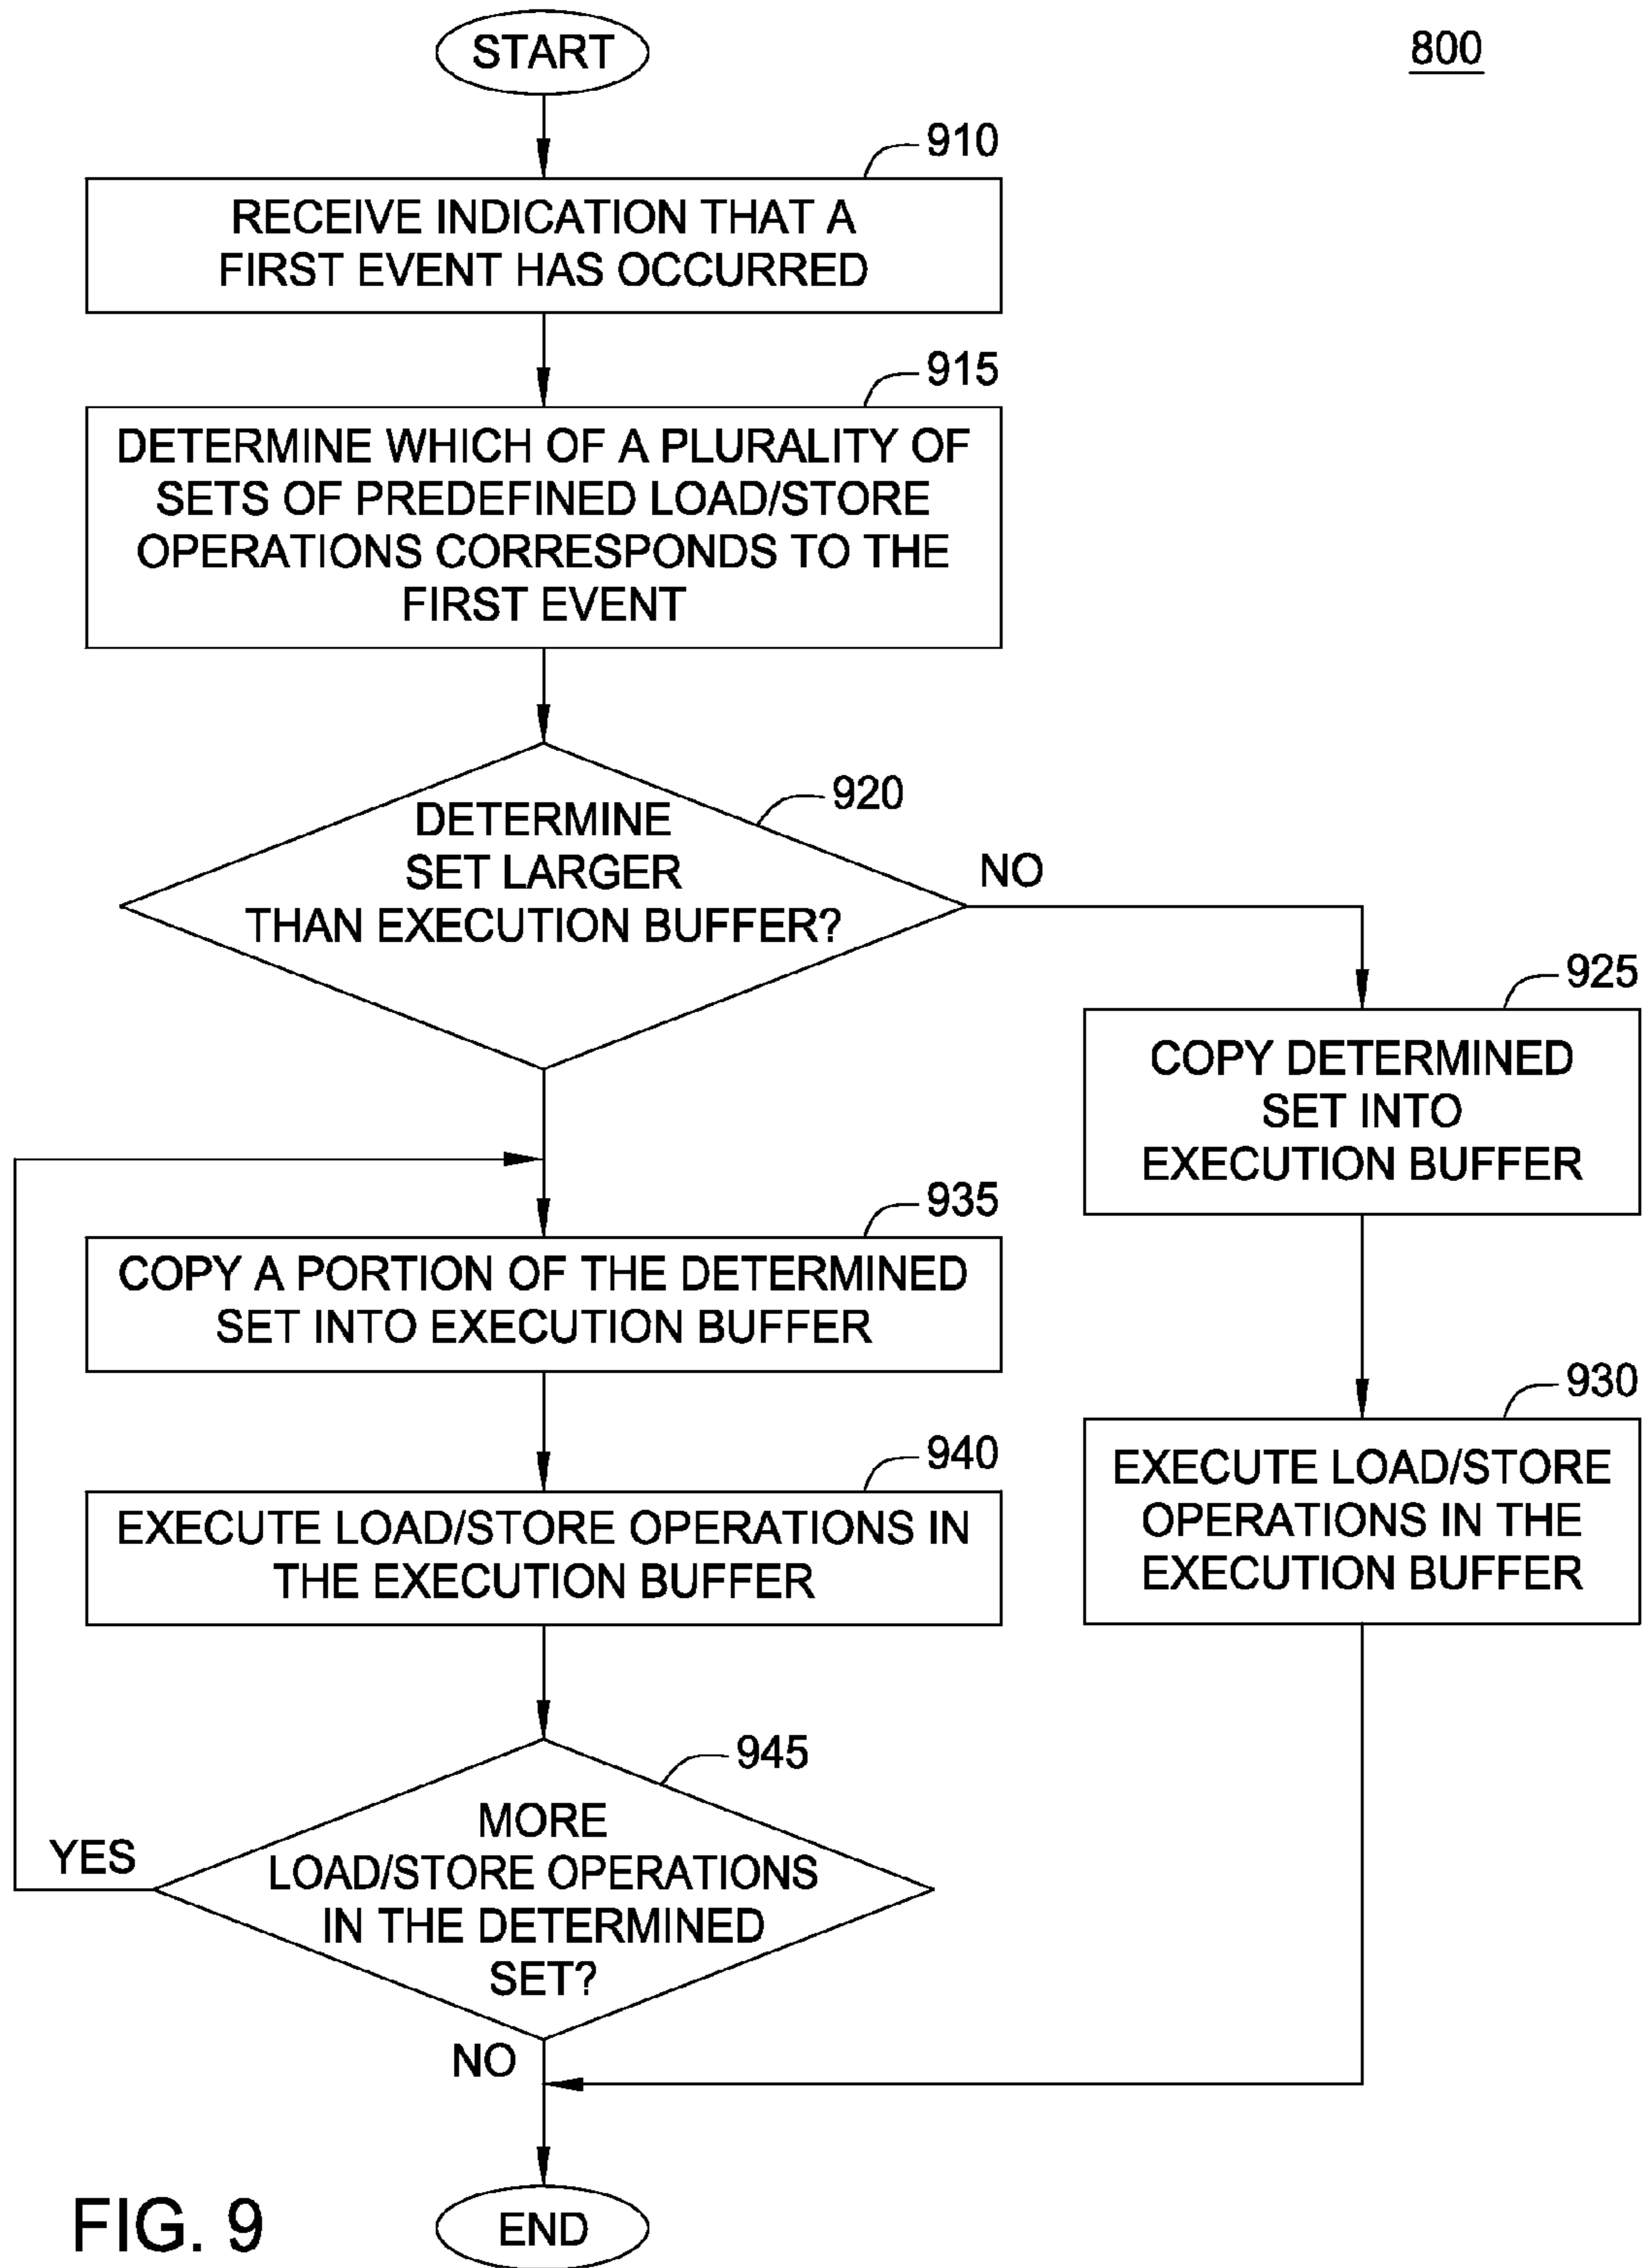 START
800
910
RECEIVE INDICATION THAT A
FIRST EVENT HAS OCCURRED
915
DETERMINE WHICH OF A PLURALITY OF
SETS OF PREDEFINED LOAD/STORE
OPERATIONS CORRESPONDS TO THE
FIRST EVENT
920
DETERMINE
SET LARGER
THAN EXECUTION BUFFER?
NO
925
COPY DETERMINED
SET INTO
EXECUTION BUFFER
935
COPY A PORTION OF THE DETERMINED
SET INTO EXECUTION BUFFER
930
EXECUTE LOAD/STORE
OPERATIONS IN THE
EXECUTION BUFFER
940
EXECUTE LOAD/STORE OPERATIONS IN
THE EXECUTION BUFFER
945
MORE
LOAD/STORE OPERATIONS
IN THE DETERMINED
SET?
YES
NO
END
FIG. 9